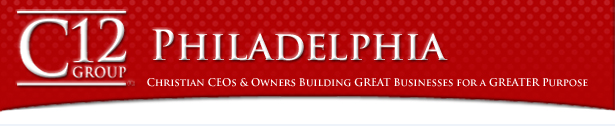 C12
GROUP
PHILADELPHIA
CHRISTIAN CEOS & OWNERS BUILDING GREAT BUSINESSES FOR A GREATER PURPOSE